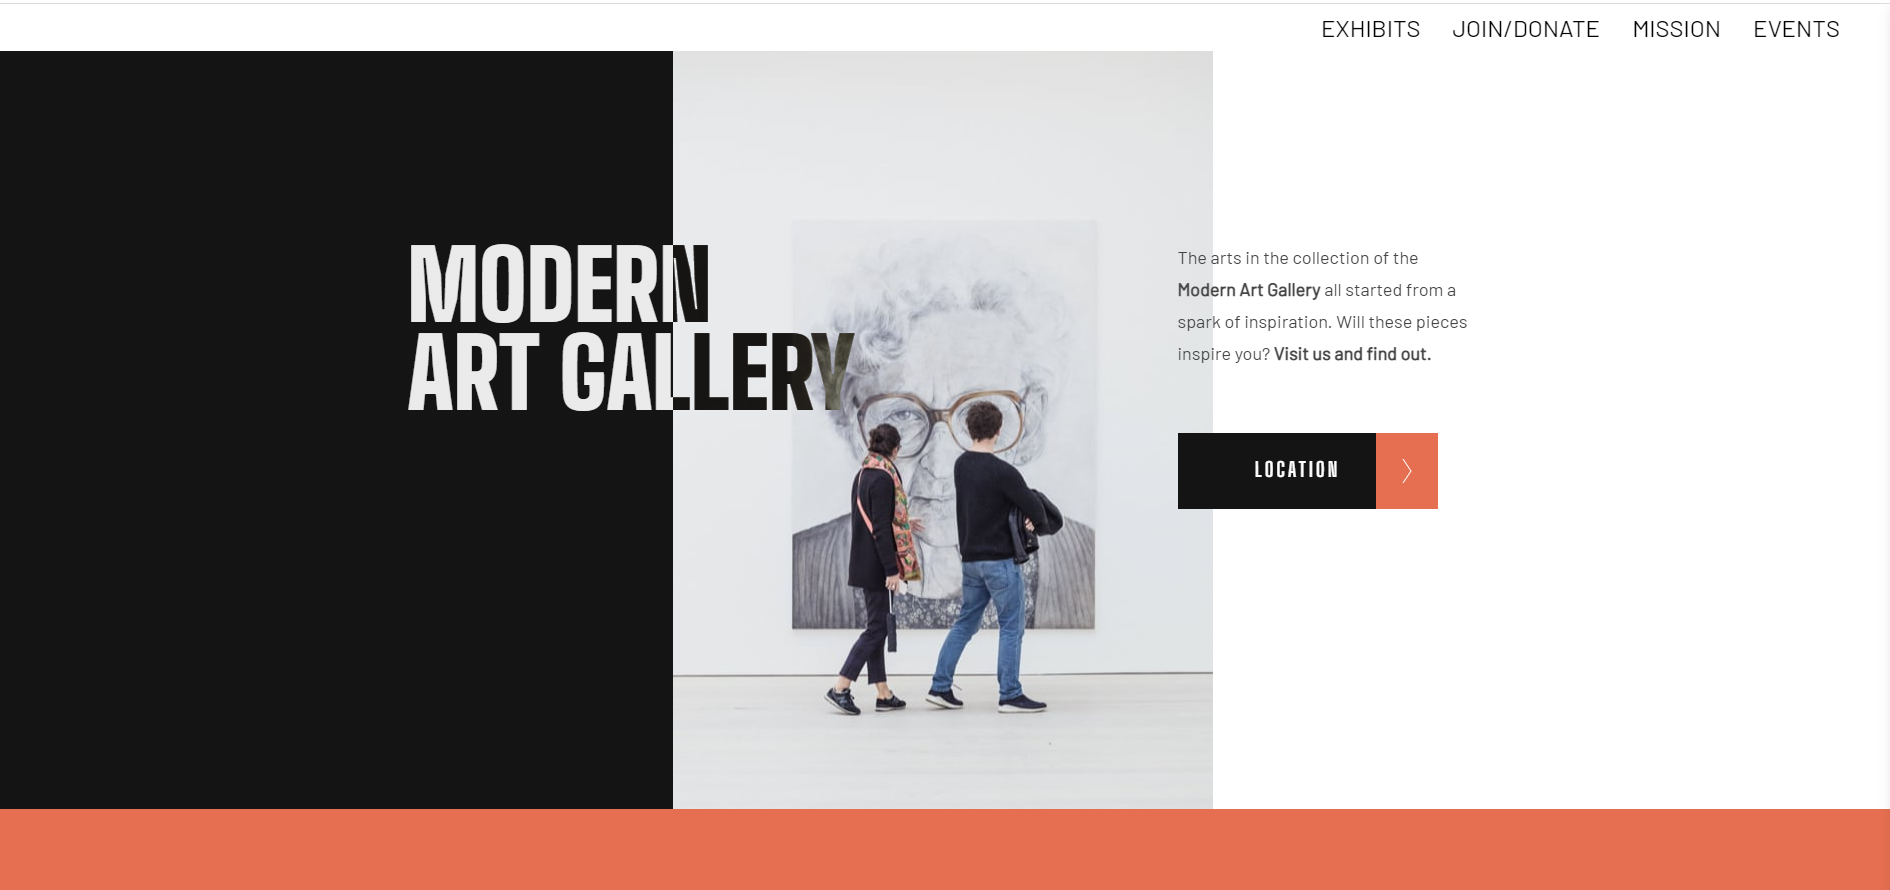 EXHIBITS JOIN/DONATE MISSION EVENTS
MODERN
ART GALLERY
The arts in the collection of the
Modern Art Gallery all started from a
spark of inspiration. Will these pieces
inspire you? Visit us and find out.
LOCATION